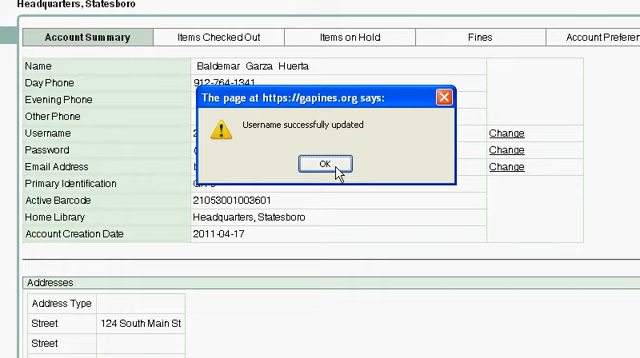 Headquarters, Statesboro
Account Summary Items Checked Out Items on Hold Fines Account Preferen
Name Baldemar Garza Huerta
Day Phone 912-764-1341
The page at https://gapines.org says:
Evening Phone
Username successfully updated
Other Phone
Username Change
Password Change
OK
Email Address Change
Primary Identification
Active Barcode 21053001003601
Home Library Headquarters, Statesboro
Account Creation Date 2011-04-17
Addresses
Address Type
Street 124 South Main St
Street